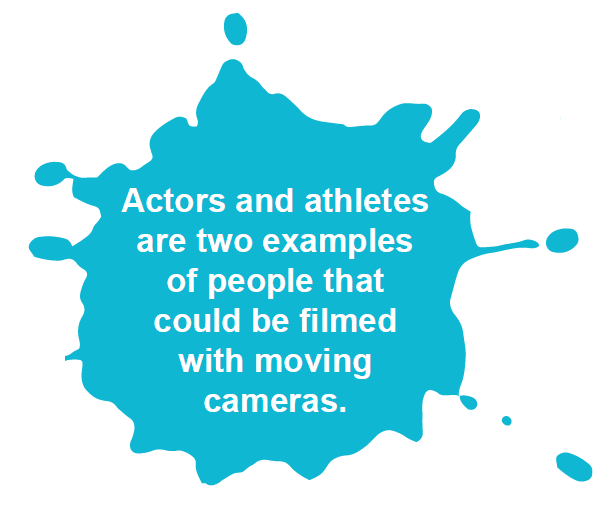 Actors and athletes
are two examples
of people that
could be filmed
with moving
cameras.